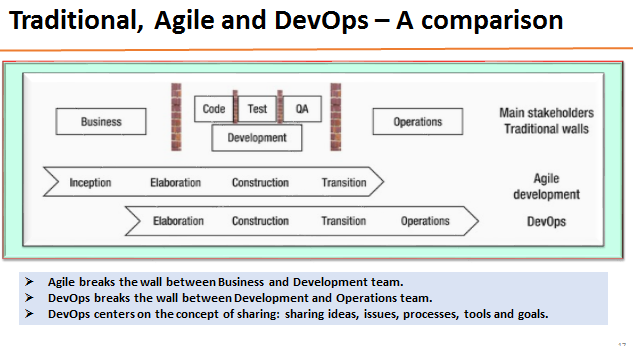 Traditional, Agile and DevOps – A comparison
Business
Code Test QA
Development
Operations
Main stakeholders
Traditional walls
Inception Elaboration Construction Transition
Agile
development
Elaboration Construction Transition Operations
DevOps
➤ Agile breaks the wall between Business and Development team.
➤ DevOps breaks the wall between Development and Operations team.
➤ DevOps centers on the concept of sharing: sharing ideas, issues, processes, tools and goals.